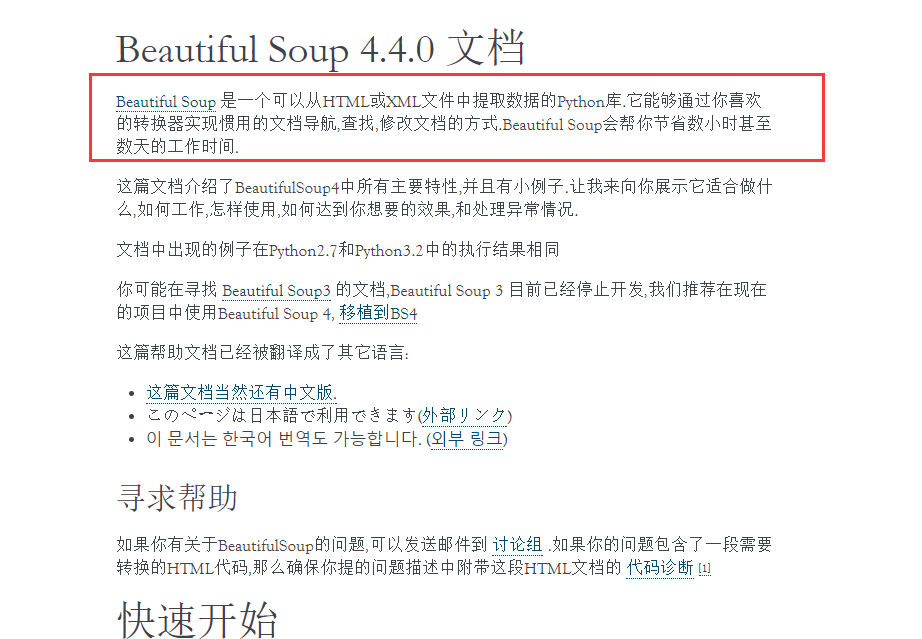 Beautiful Soup 4.4.0 文档
Beautiful Soup 是一个可以从HTML或XML文件中提取数据的Python库.它能够通过你喜欢
的转换器实现惯用的文档导航,查找,修改文档的方式.Beautiful Soup会帮你节省数小时甚至
数天的工作时间.
这篇文档介绍了BeautifulSoup4中所有主要特性,并且有小例子.让我来向你展示它适合做什
么,如何工作,怎样使用,如何达到你想要的效果,和处理异常情况.
文档中出现的例子在Python2.7和Python3.2中的执行结果相同
你可能在寻找 Beautiful Soup3 的文档,Beautiful Soup 3 目前已经停止开发,我们推荐在现在
的项目中使用Beautiful Soup 4, 移植到BS4
这篇帮助文档已经被翻译成了其它语言:
• 这篇文档当然还有中文版.
• このページは日本語で利用できます(外部リンク)
• 이 문서는 한국어 번역도 가능합니다. (외부 링크)
寻求帮助
如果你有关于BeautifulSoup的问题,可以发送邮件到 讨论组 .如果你的问题包含了一段需要
转换的HTML代码,那么确保你提的问题描述中附带这段HTML文档的 代码诊断 [1]
快速开始